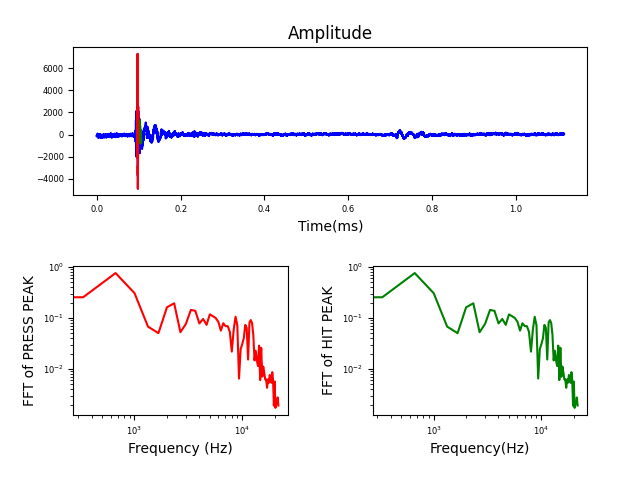 Amplitude
6000
4000
2000
0
−2000
−4000
0.0 0.2 0.4 0.6 0.8 1.0
Time(ms)
FFT of PRESS PEAK
10⁰
10⁻¹
10⁻²
10³ 10⁴
Frequency (Hz)
FFT of HIT PEAK
10⁰
10⁻¹
10⁻²
10³ 10⁴
Frequency(Hz)